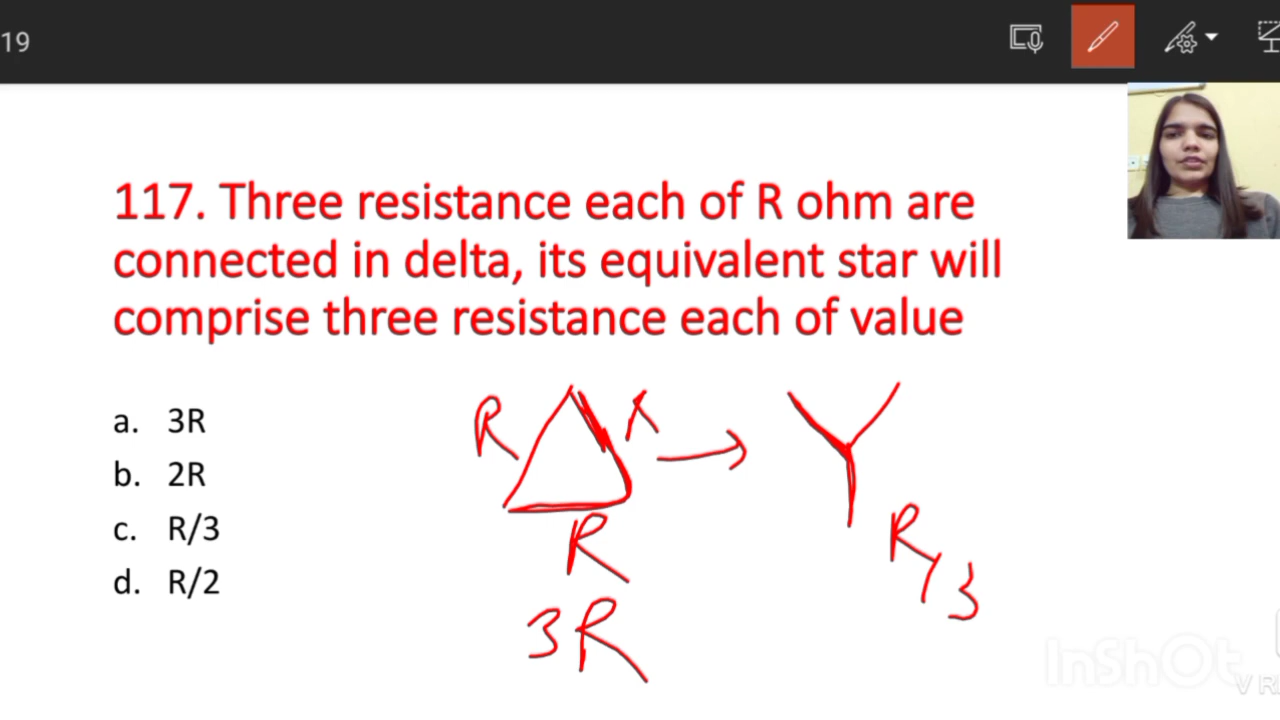 19
117. Three resistance each of R ohm are
connected in delta, its equivalent star will
comprise three resistance each of value
a. 3R
b. 2R
c. R/3
d. R/2
R
R
R/3
3R
InShOt